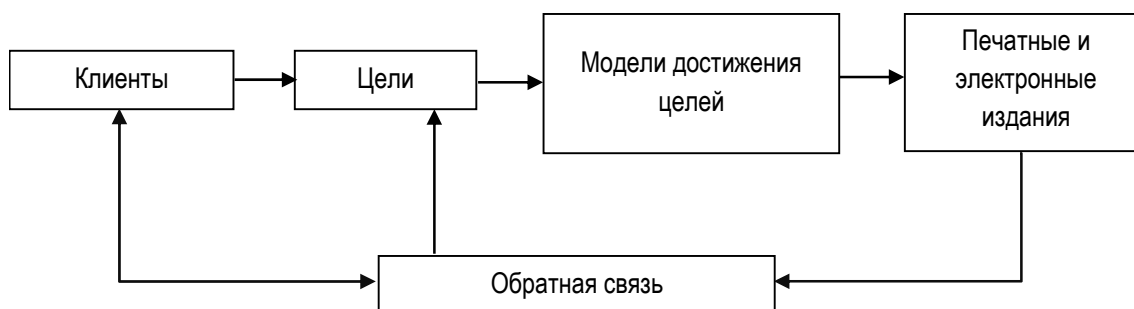 Клиенты
Цели
Модели достижения
целей
Печатные и
электронные
издания
Обратная связь